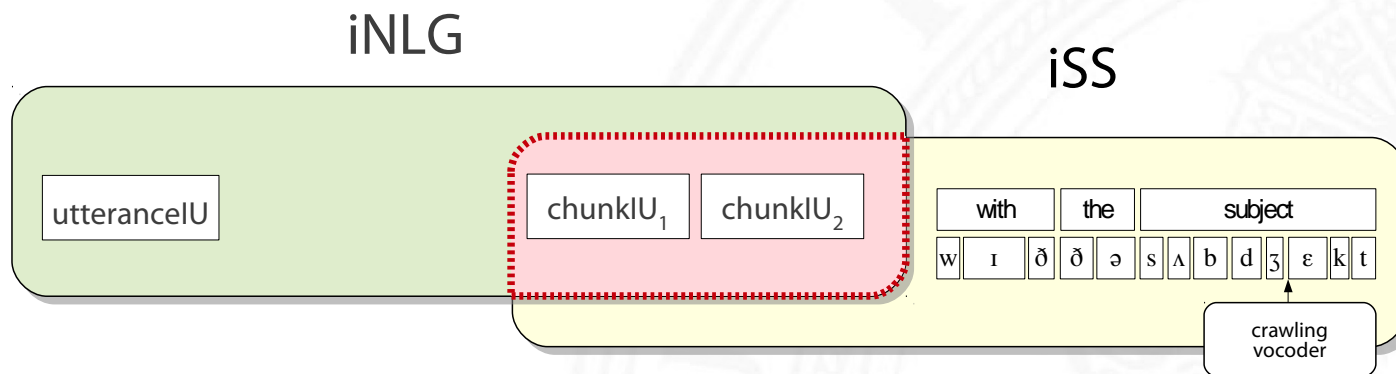 iNLG
iSS
utteranceIU
chunkIU₁ chunkIU₂
with the subject
w ɪ ð ð ə s ʌ b d ʒ ɛ k t
crawling
vocoder